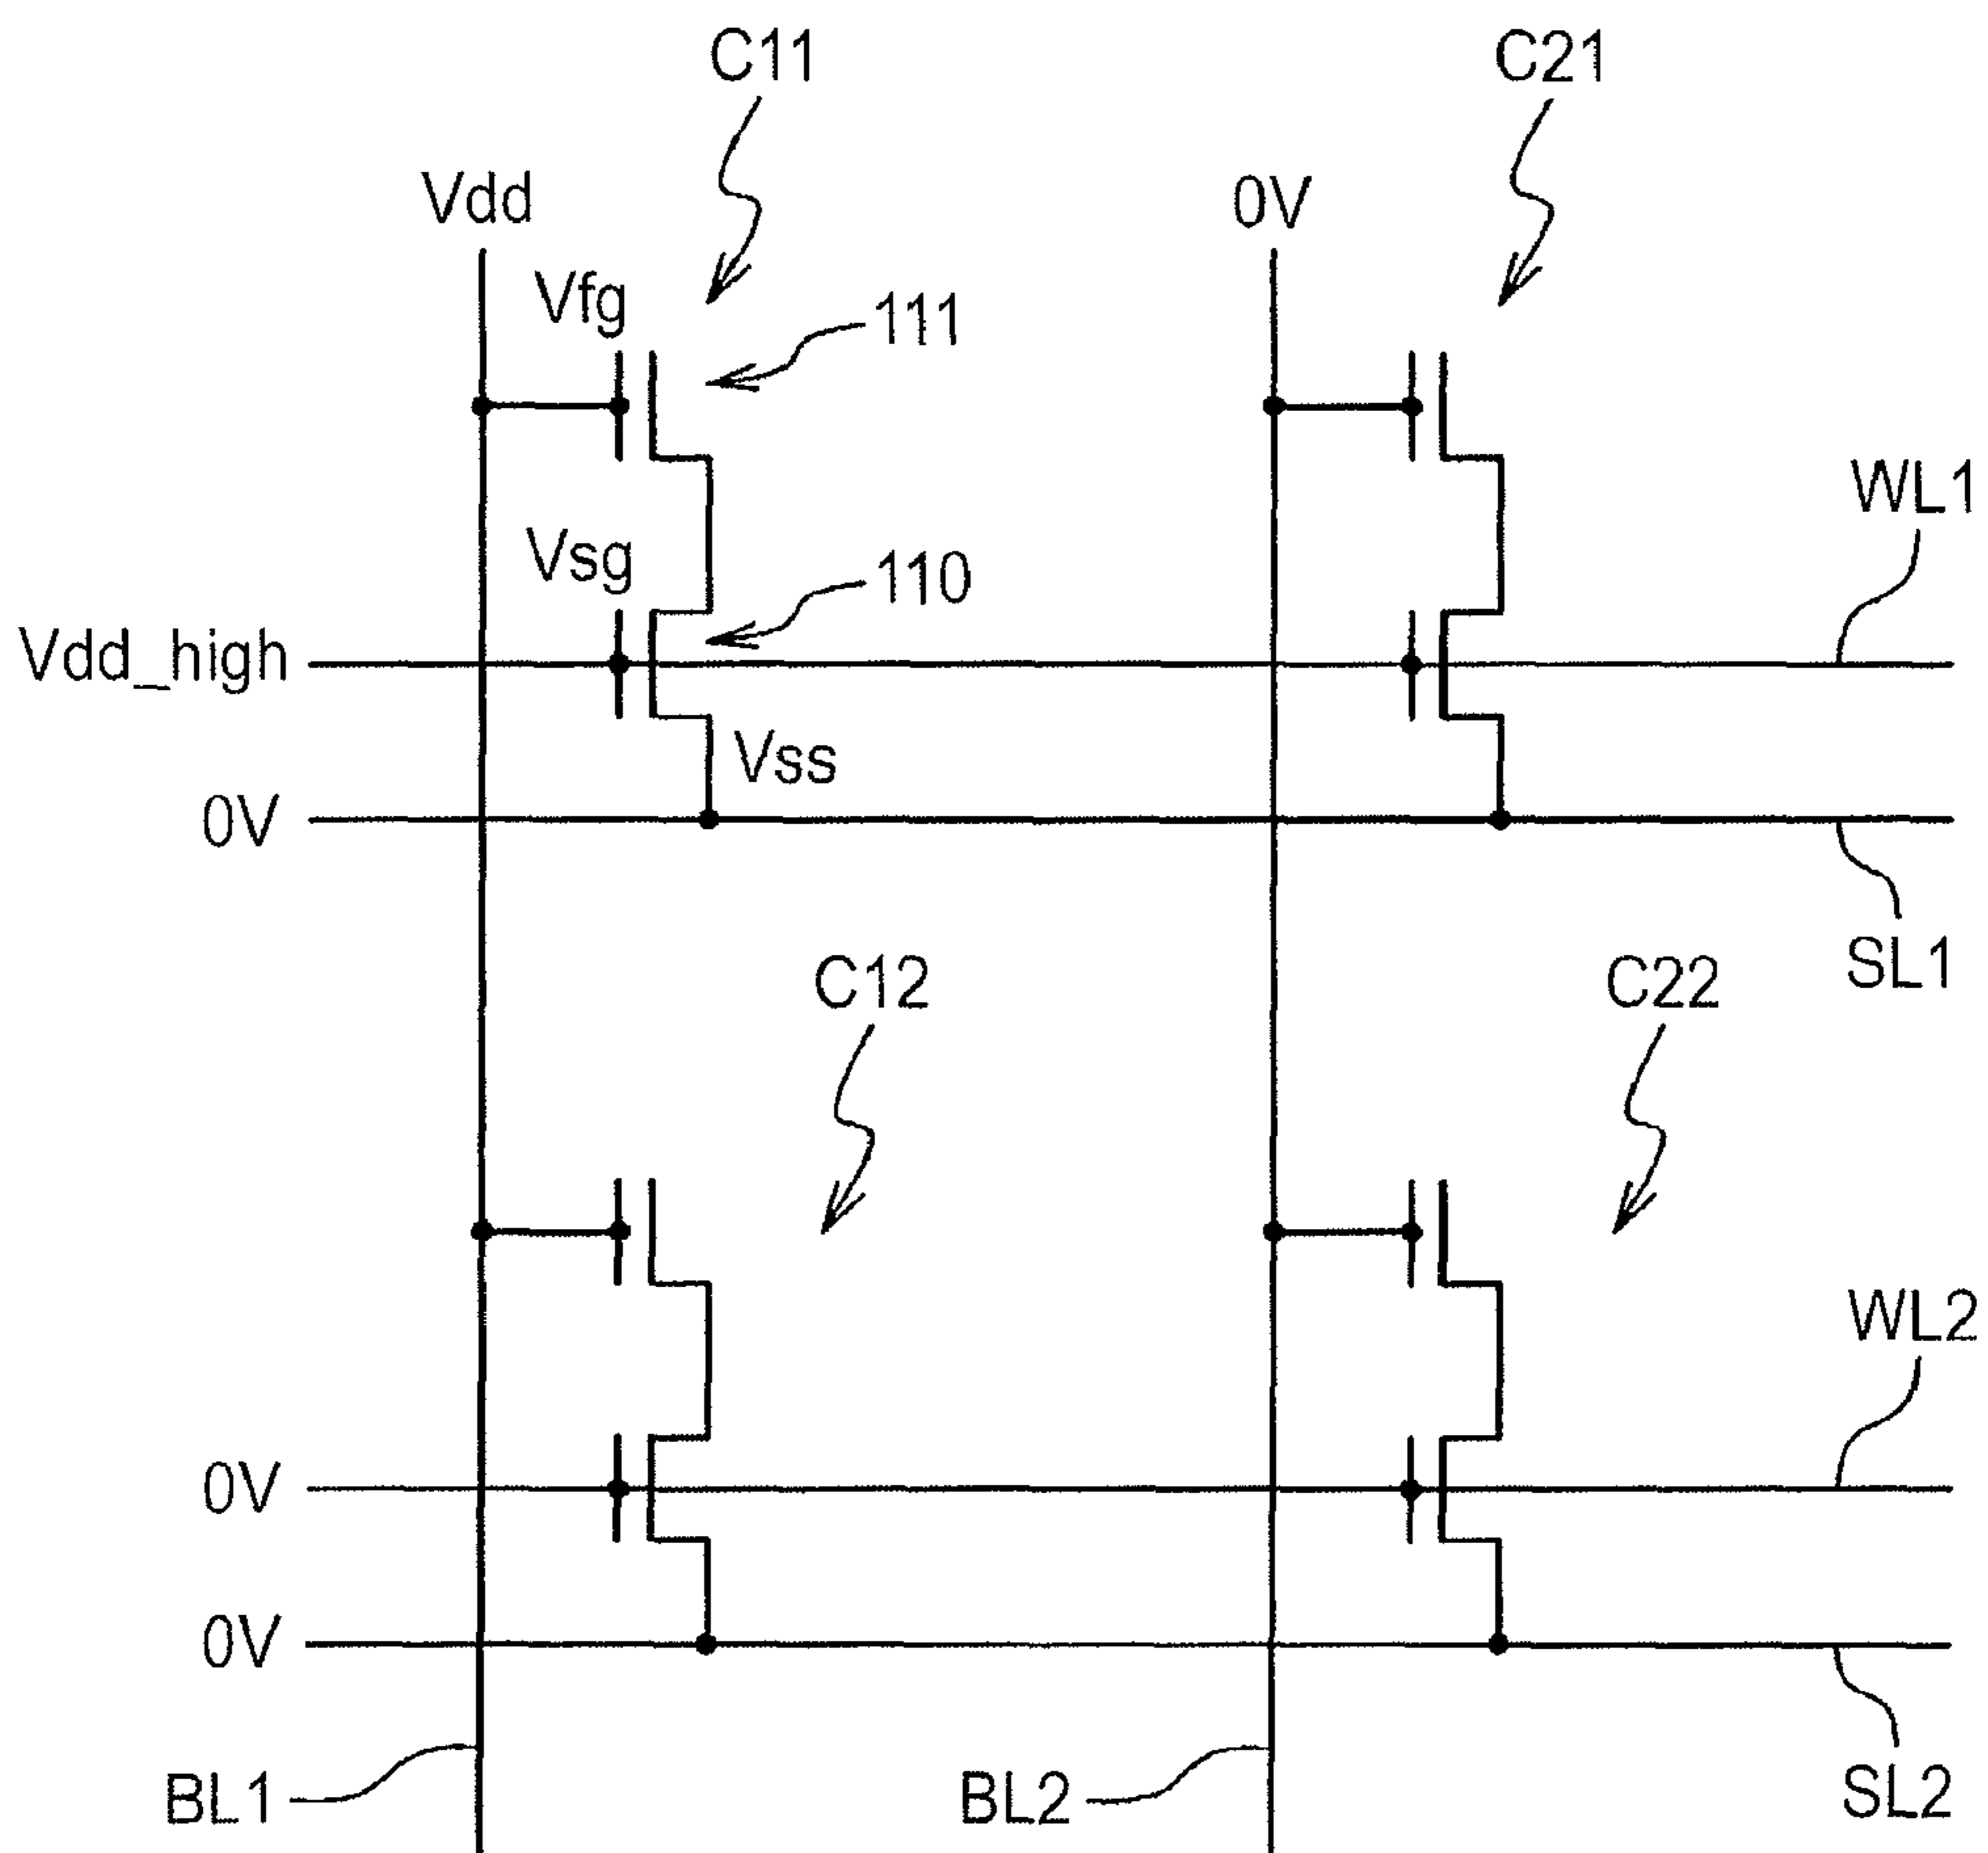 C11
C21
Vdd
0V
Vfg
111
WL1
Vsg
110
Vdd_high
Vss
0V
SL1
C12
C22
WL2
0V
0V
BL1
BL2
SL2